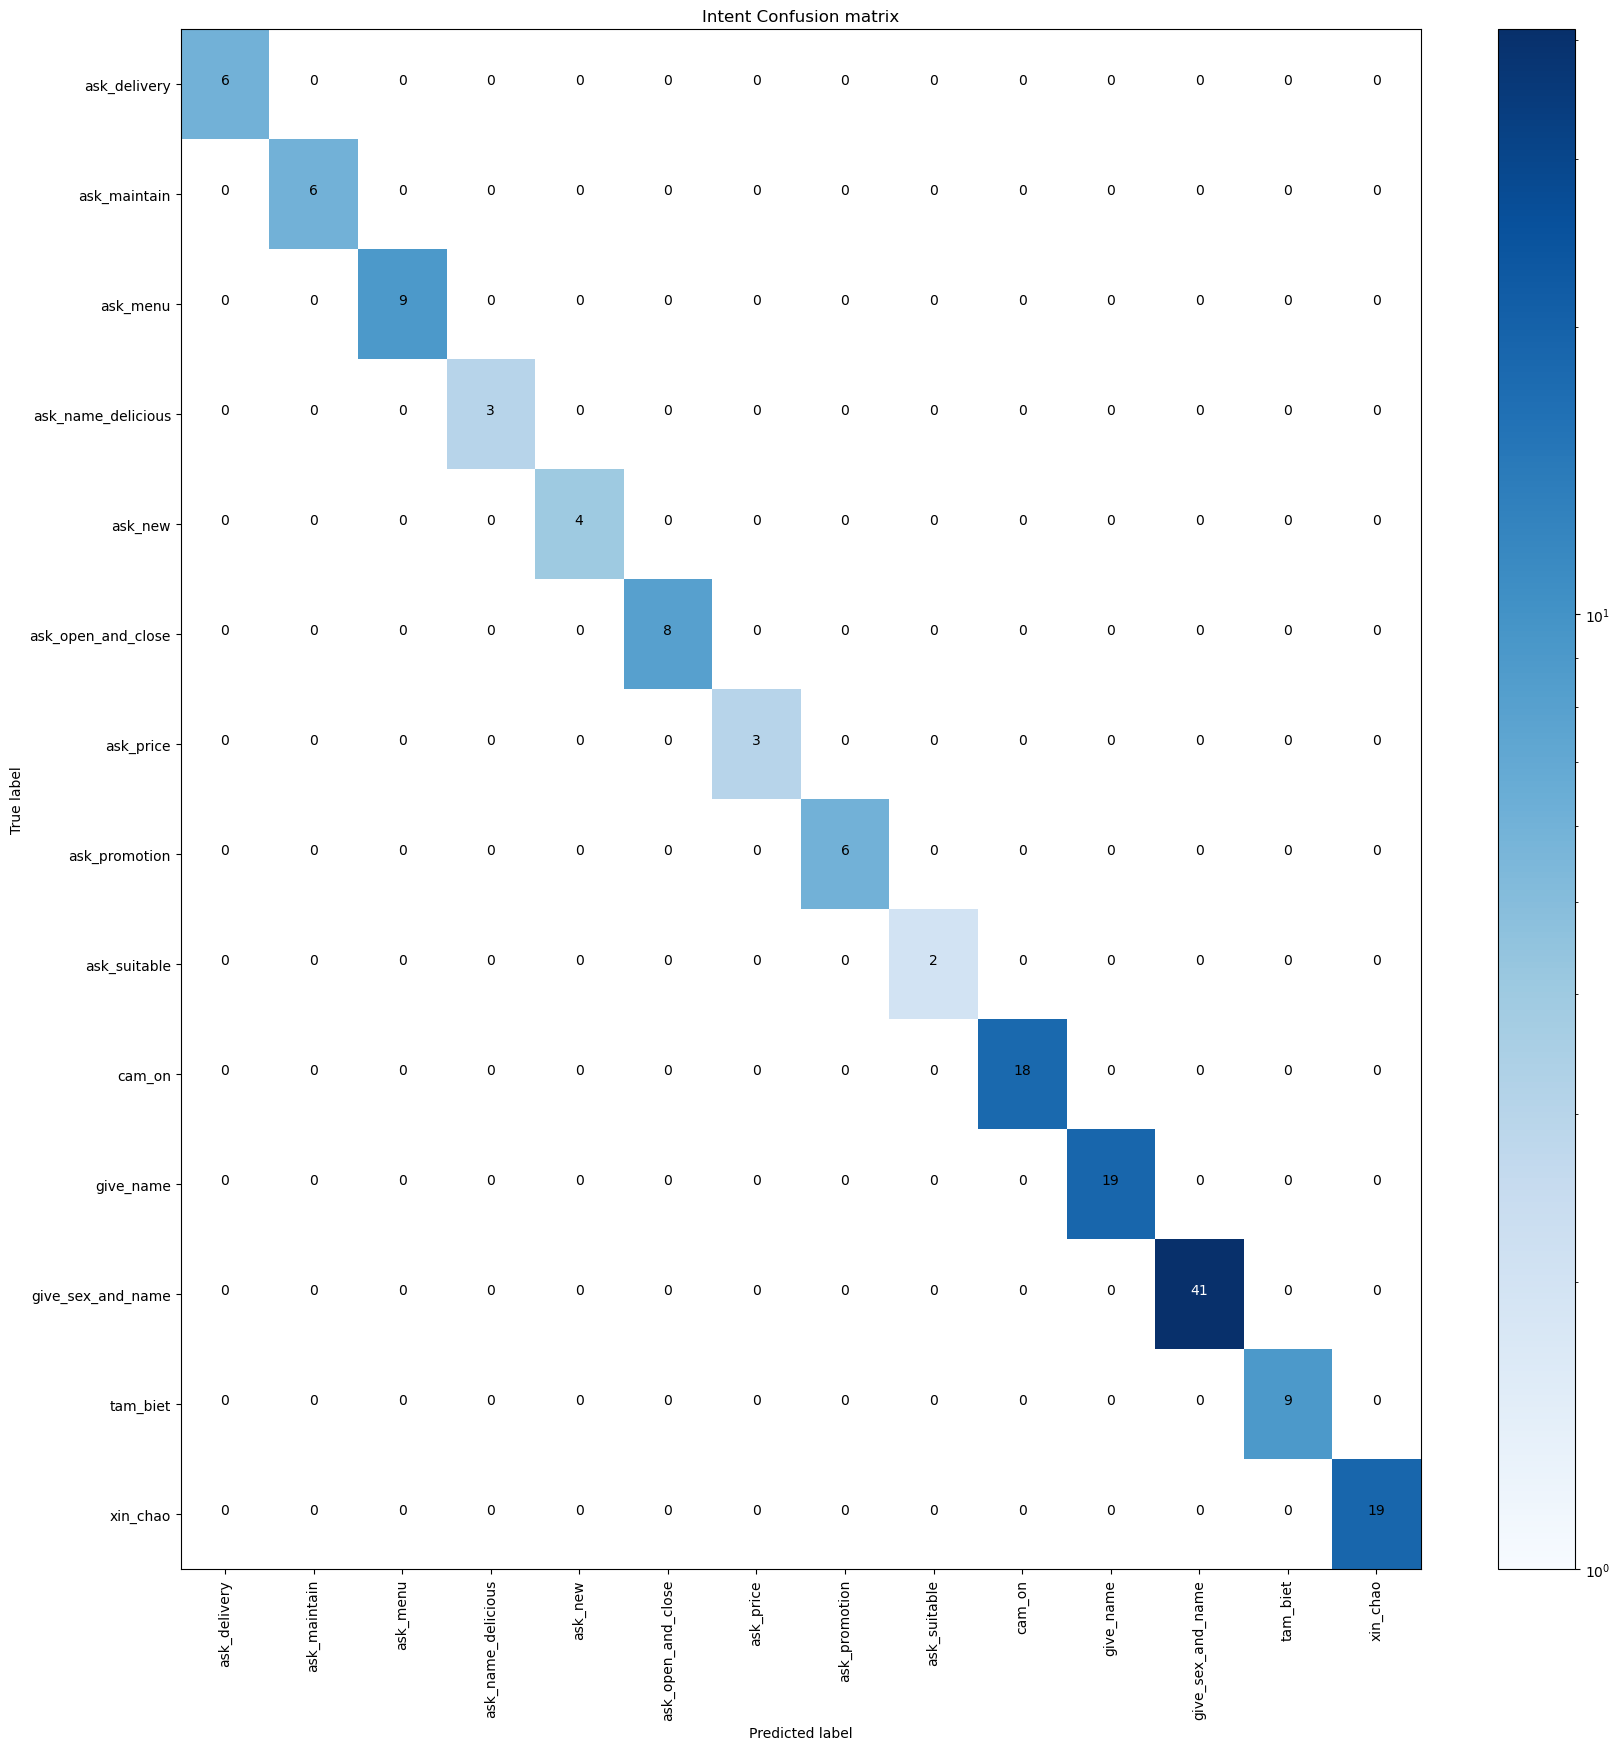 Intent Confusion matrix
ask_delivery 6 0 0 0 0 0 0 0 0 0 0 0 0 0
ask_maintain 0 6 0 0 0 0 0 0 0 0 0 0 0 0
ask_menu 0 0 9 0 0 0 0 0 0 0 0 0 0 0
ask_name_delicious 0 0 0 3 0 0 0 0 0 0 0 0 0 0
ask_new 0 0 0 0 4 0 0 0 0 0 0 0 0 0
ask_open_and_close 0 0 0 0 0 8 0 0 0 0 0 0 0 0
ask_price 0 0 0 0 0 0 3 0 0 0 0 0 0 0
ask_promotion 0 0 0 0 0 0 0 6 0 0 0 0 0 0
ask_suitable 0 0 0 0 0 0 0 0 2 0 0 0 0 0
cam_on 0 0 0 0 0 0 0 0 0 18 0 0 0 0
give_name 0 0 0 0 0 0 0 0 0 0 19 0 0 0
give_sex_and_name 0 0 0 0 0 0 0 0 0 0 0 41 0 0
tam_biet 0 0 0 0 0 0 0 0 0 0 0 0 9 0
xin_chao 0 0 0 0 0 0 0 0 0 0 0 0 0 19
True label
ask_delivery
ask_maintain
ask_menu
ask_name_delicious
ask_new
ask_open_and_close
ask_price
ask_promotion
ask_suitable
cam_on
give_name
give_sex_and_name
tam_biet
xin_chao
Predicted label
10¹
10⁰